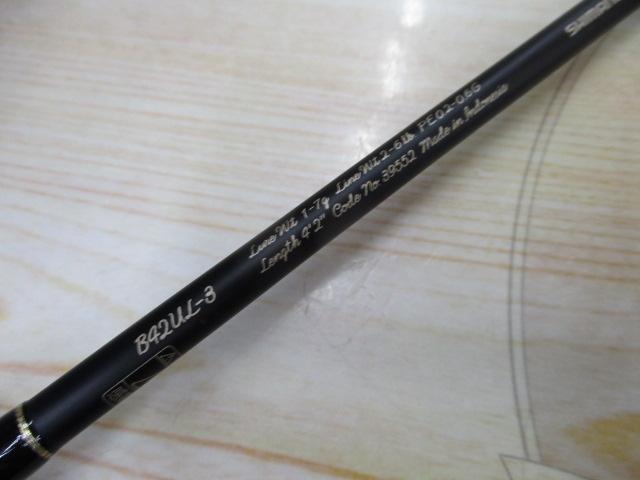 B42UL-3
Lure Wt. 1-7g Line Wt. 2-6lb PE0.2-0.6G
Length 4'2" Code No. 39552 Made in Indonesia